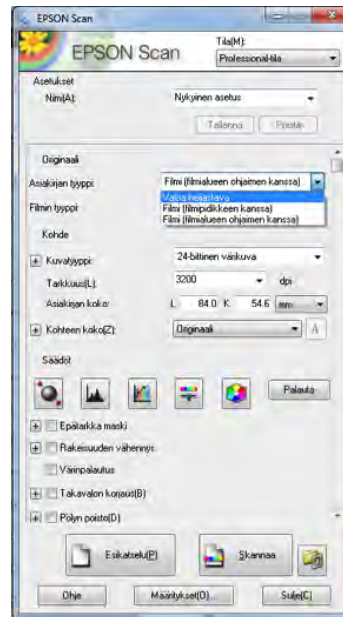 EPSON Scan
EPSON Scan
Tila(M):
Professional-tila
Asetukset
Nimi(A):
Nykyinen asetus
Tallenna
Poista
Originaali
Asiakirjan tyyppi:
Filmi (filmialueen ohjaimen kanssa)
Valoa heijastava
Filmin tyyppi:
Filmi (filmipidikkeen kanssa)
Filmi (filmialueen ohjaimen kanssa)
Kohde
Kuvatyyppi:
24-bittinen värikuva
Tarkkuus(L):
3200
dpi
Asiakirjan koko:
L 84.0 K 54.6 mm
Kohteen koko(Z):
Originaali
A
Säädöt
Palauta
Epätarkka maski
Rakeisuuden vähennys
Värinpalautus
Takavalon korjaus(B)
Pölyn poisto(D)
Esikatselu(P)
Skannaa
Ohje
Määritykset(O)...
Sulje(C)